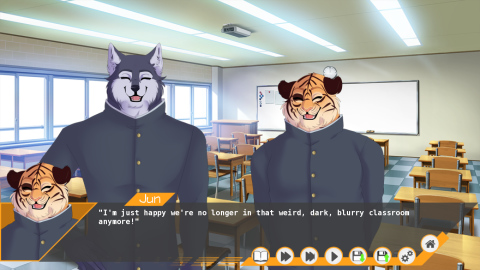 Jun
"I'm just happy we're no longer in that weird, dark, blurry classroom
anymore!"